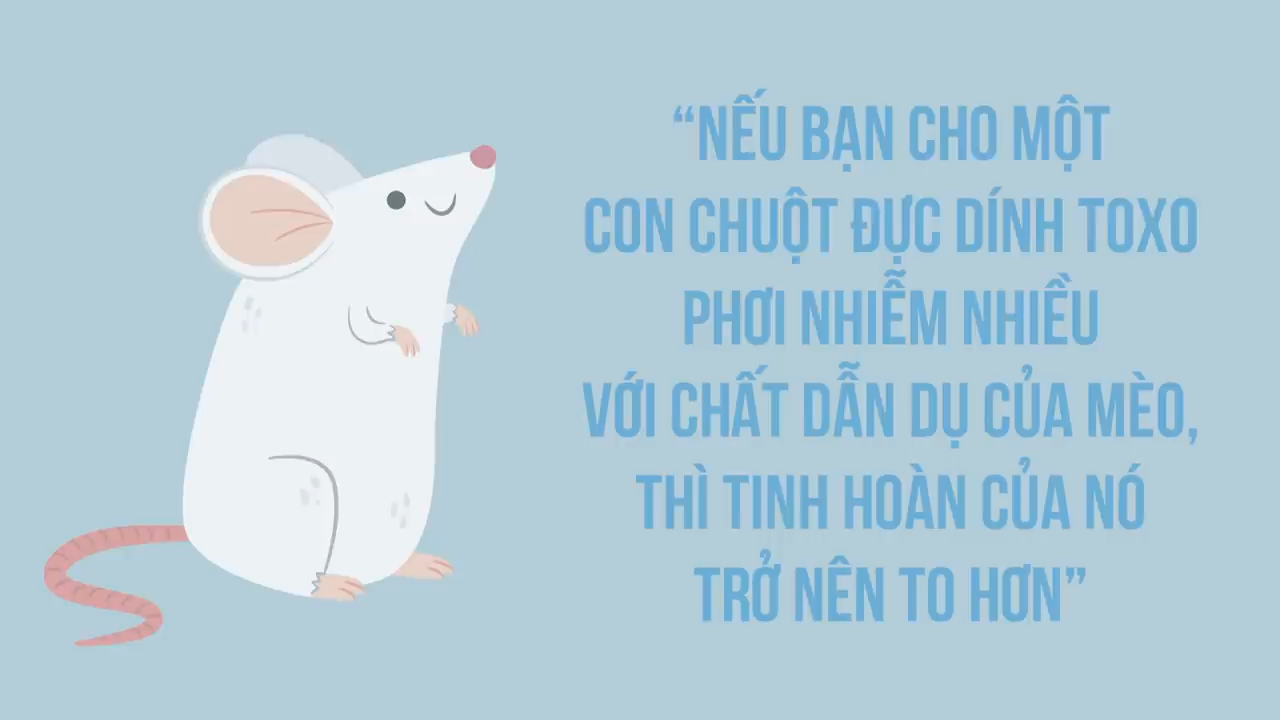 “NẾU BẠN CHO MỘT
CON CHUỘT ĐỰC DÍNH TOXO
PHƠI NHIỄM NHIỀU
VỚI CHẤT DẪN DỤ CỦA MÈO,
THÌ TINH HOÀN CỦA NÓ
TRỞ NÊN TO HƠN”